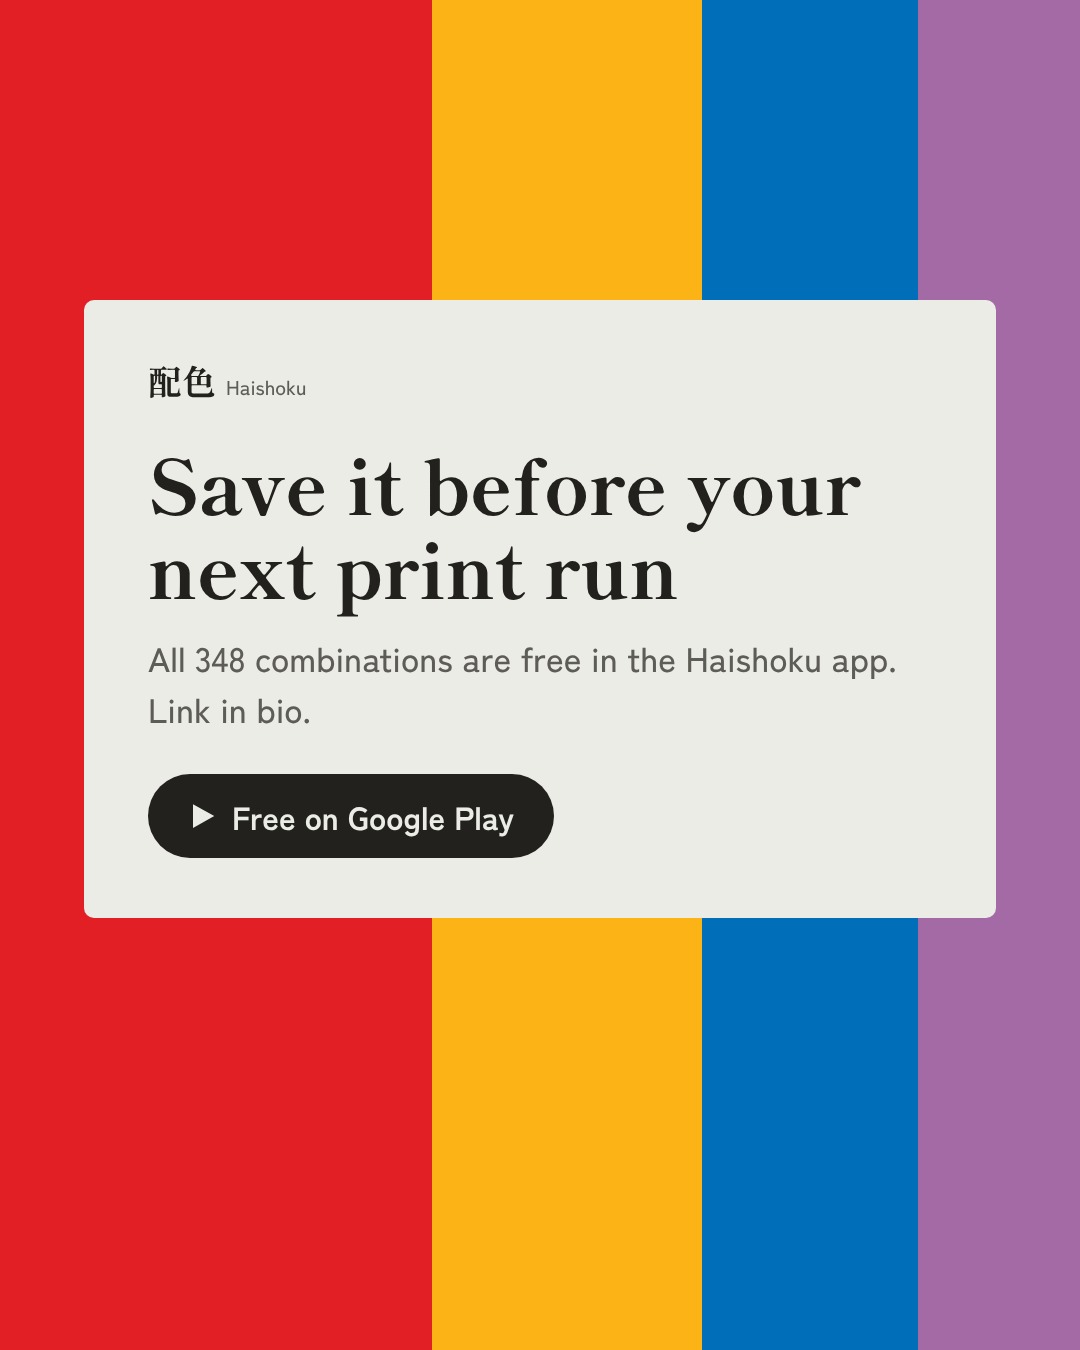 配色 Haishoku
Save it before your
next print run
All 348 combinations are free in the Haishoku app.
Link in bio.
Free on Google Play